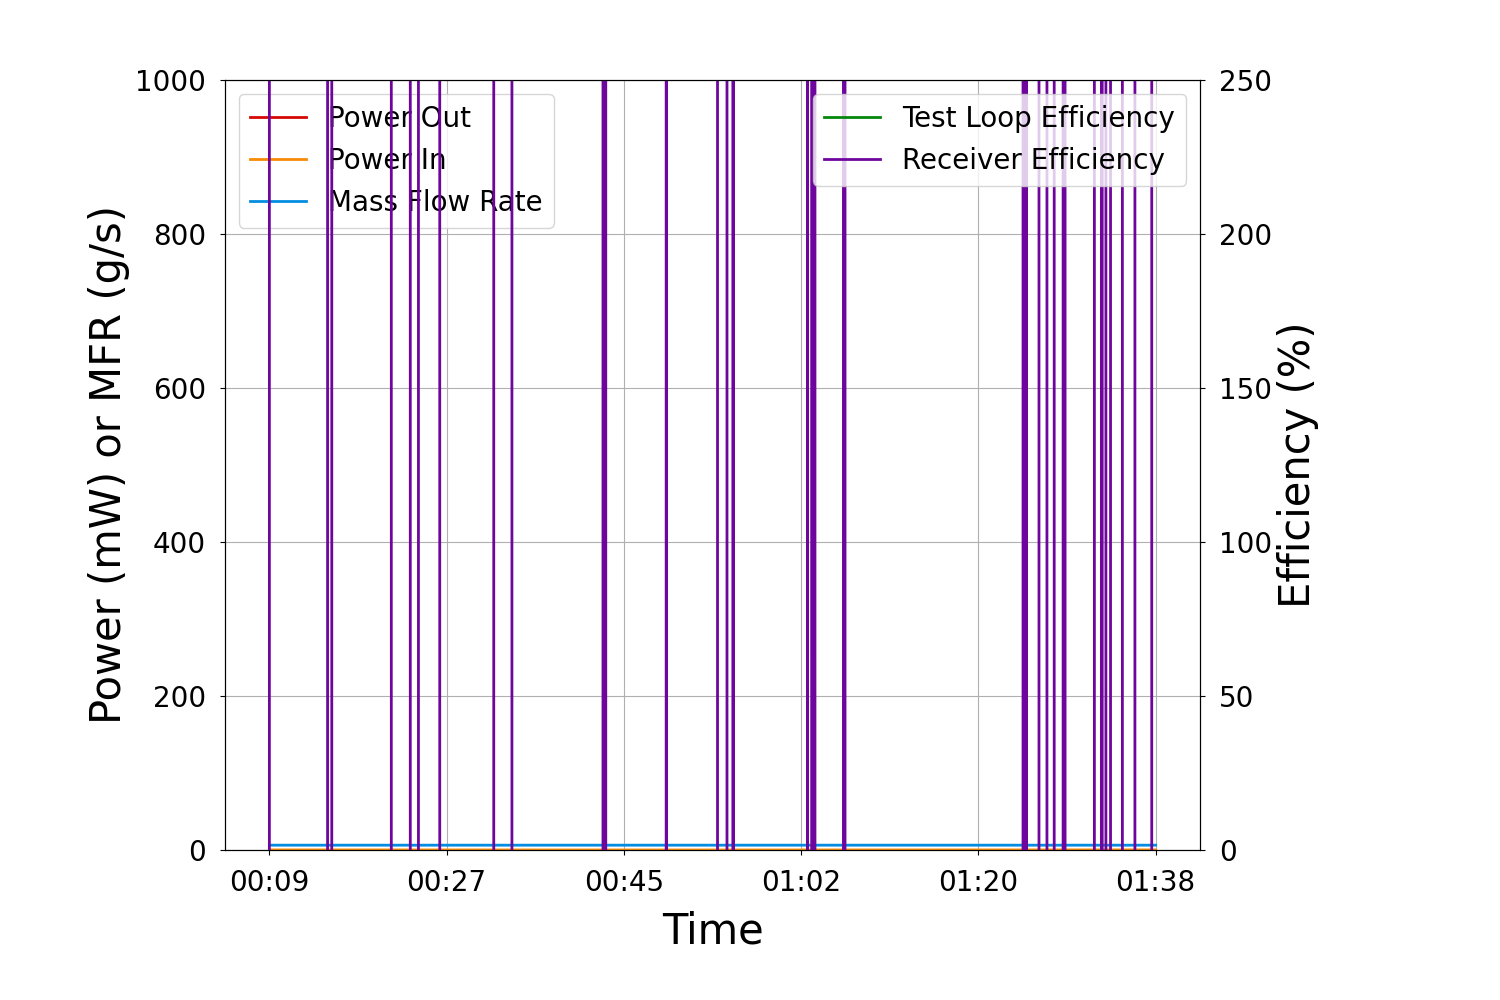 Power (mW) or MFR (g/s)
1000
800
600
400
200
0
Power Out
Power In
Mass Flow Rate
Test Loop Efficiency
Receiver Efficiency
250
200
150
100
50
0
Efficiency (%)
00:09 00:27 00:45 01:02 01:20 01:38
Time